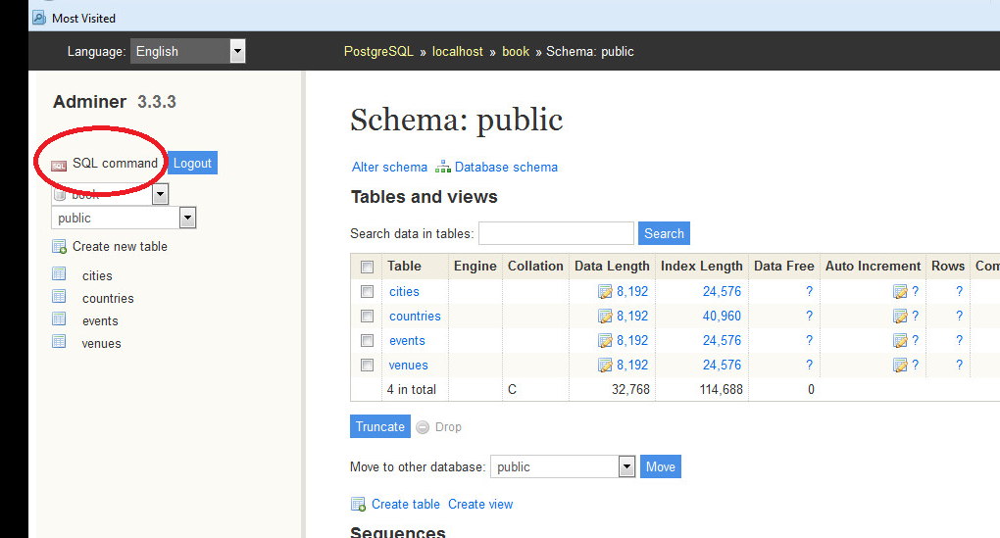 Most Visited
Language: English
PostgreSQL » localhost » book » Schema: public
Adminer 3.3.3
SQL SQL command Logout
book
public
Create new table
cities
countries
events
venues
Schema: public
Alter schema Database schema
Tables and views
Search data in tables: Search
Table Engine Collation Data Length Index Length Data Free Auto Increment Rows Com
cities 8,192 24,576 ? ? ?
countries 8,192 40,960 ? ? ?
events 8,192 24,576 ? ? ?
venues 8,192 24,576 ? ? ?
4 in total C 32,768 114,688 0
Truncate Drop
Move to other database: public Move
Create table Create view
Sequences